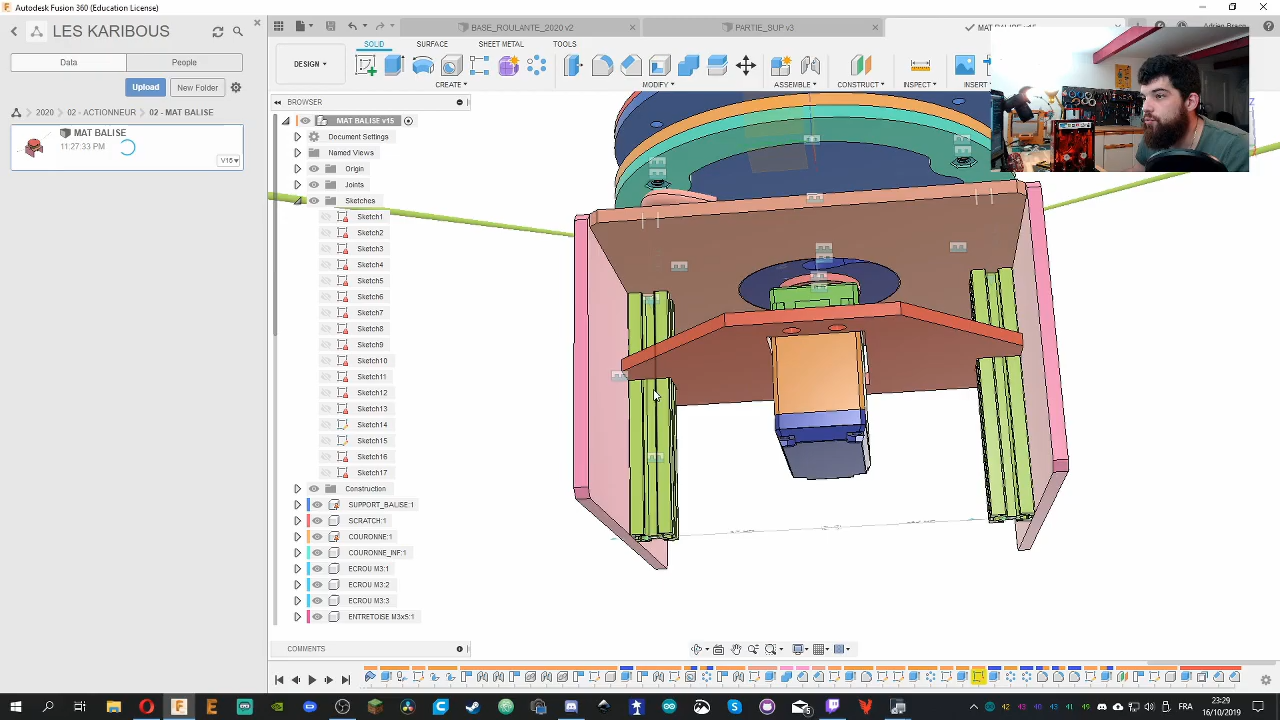 Autodesk Fusion 360 (Education License)
LES KARIBOUS
BASE_ROULANTE_2020 v2
PARTIE_SUP v3
Data
People
SOLID
SURFACE
SHEET METAL
TOOLS
DESIGN
Upload
New Folder
CREATE
MODIFY
ASSEMBLE
CONSTRUCT
INSPECT
BROWSER
2020
02 - ACTIONNEUR
02 - MAT BALISE
MAT BALISE v15
MAT BALISE
11:27:33 PM
V15
Document Settings
Named Views
Origin
Joints
Sketches
Sketch1
Sketch2
Sketch3
Sketch4
Sketch5
Sketch6
Sketch7
Sketch8
Sketch9
Sketch10
Sketch11
Sketch12
Sketch13
Sketch14
Sketch15
Sketch16
Sketch17
Construction
SUPPORT_BALISE:1
SCRATCH:1
COURONNE:1
COURONNE_INF:1
ECROU M3:1
ECROU M3:2
ECROU M3:3
ENTRETOISE M3x5:1
COMMENTS
23:29
16/10/2019